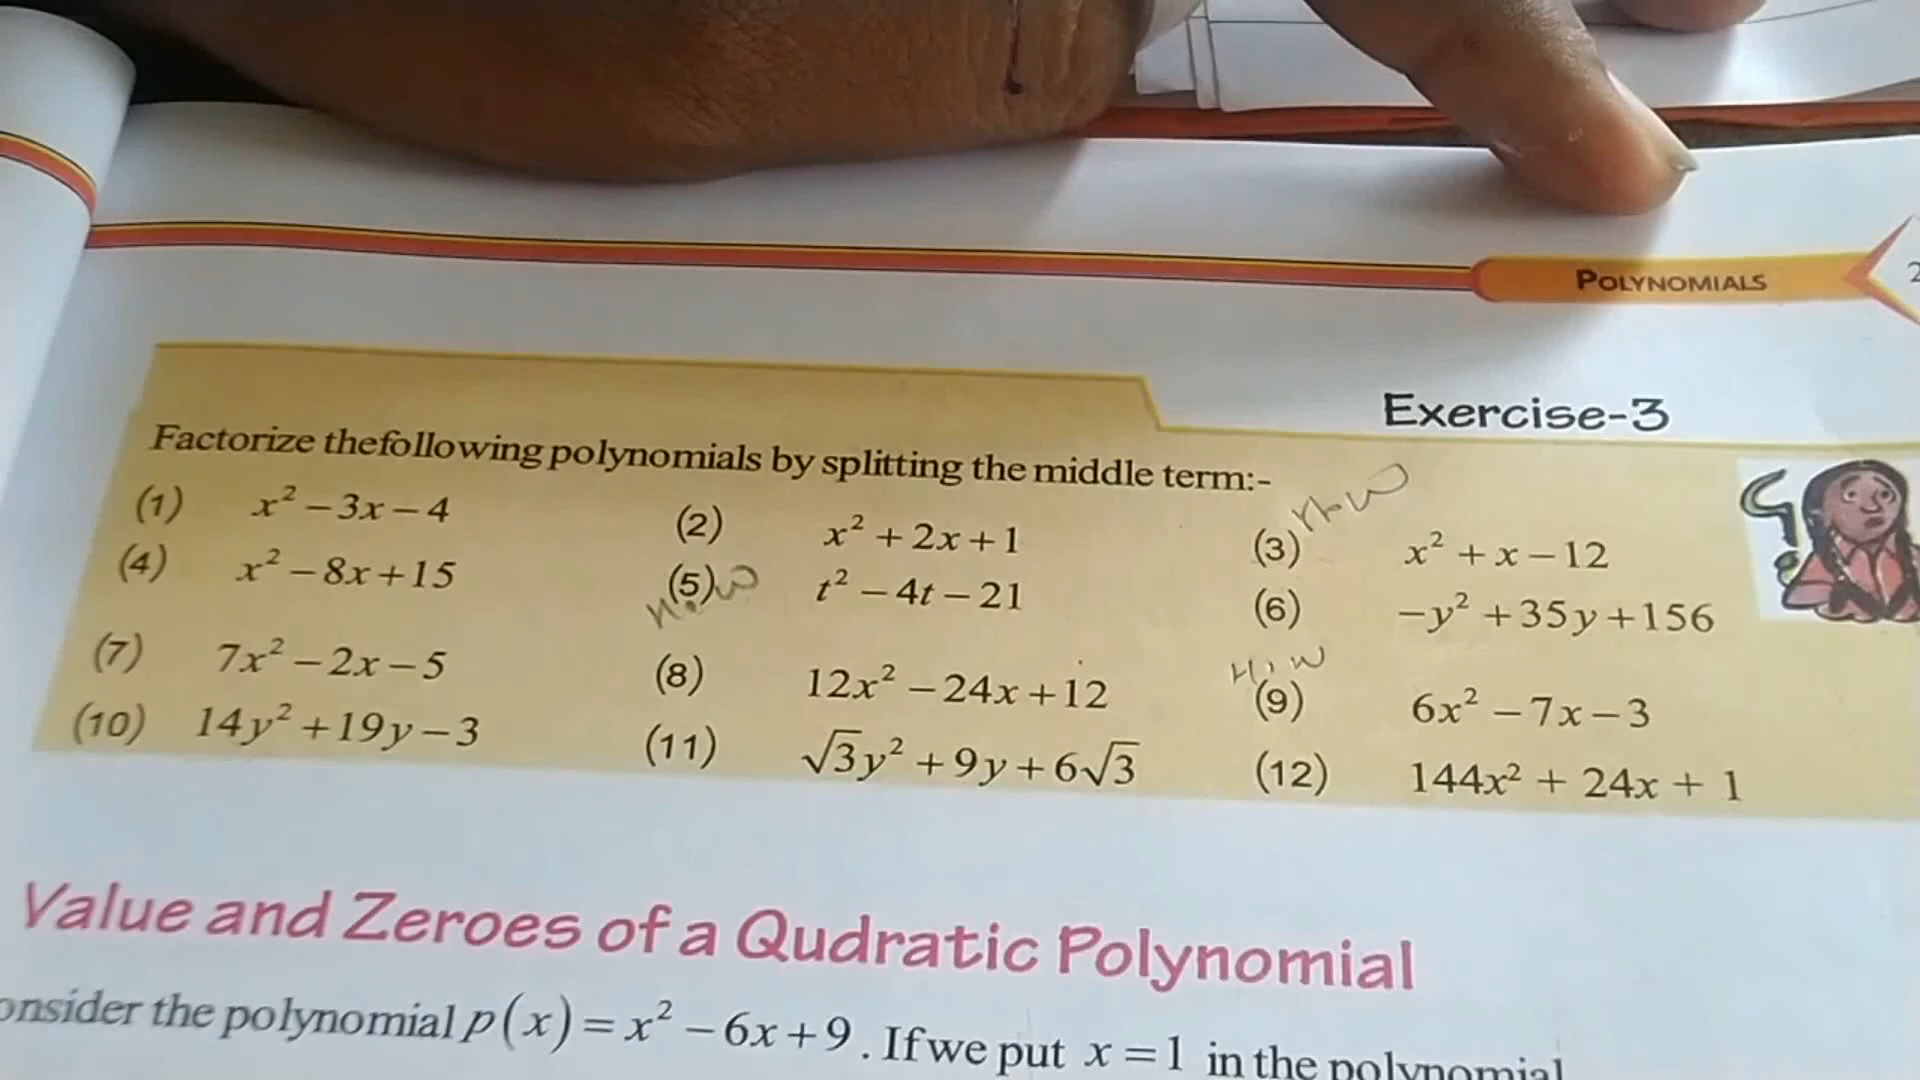 POLYNOMIALS
Exercise-3
Factorize thefollowing polynomials by splitting the middle term:-
(1) x² – 3x – 4 (2) x² + 2x + 1 (3) H.W x² + x – 12
(4) x² – 8x + 15 (5) H.W t² – 4t – 21 (6) –y² + 35y + 156
(7) 7x² – 2x – 5 (8) 12x² – 24x + 12 (9) H.W 6x² – 7x – 3
(10) 14y² + 19y – 3 (11) √3y² + 9y + 6√3 (12) 144x² + 24x + 1
Value and Zeroes of a Qudratic Polynomial
onsider the polynomial p(x) = x² – 6x + 9. If we put x = 1 in the polynomial